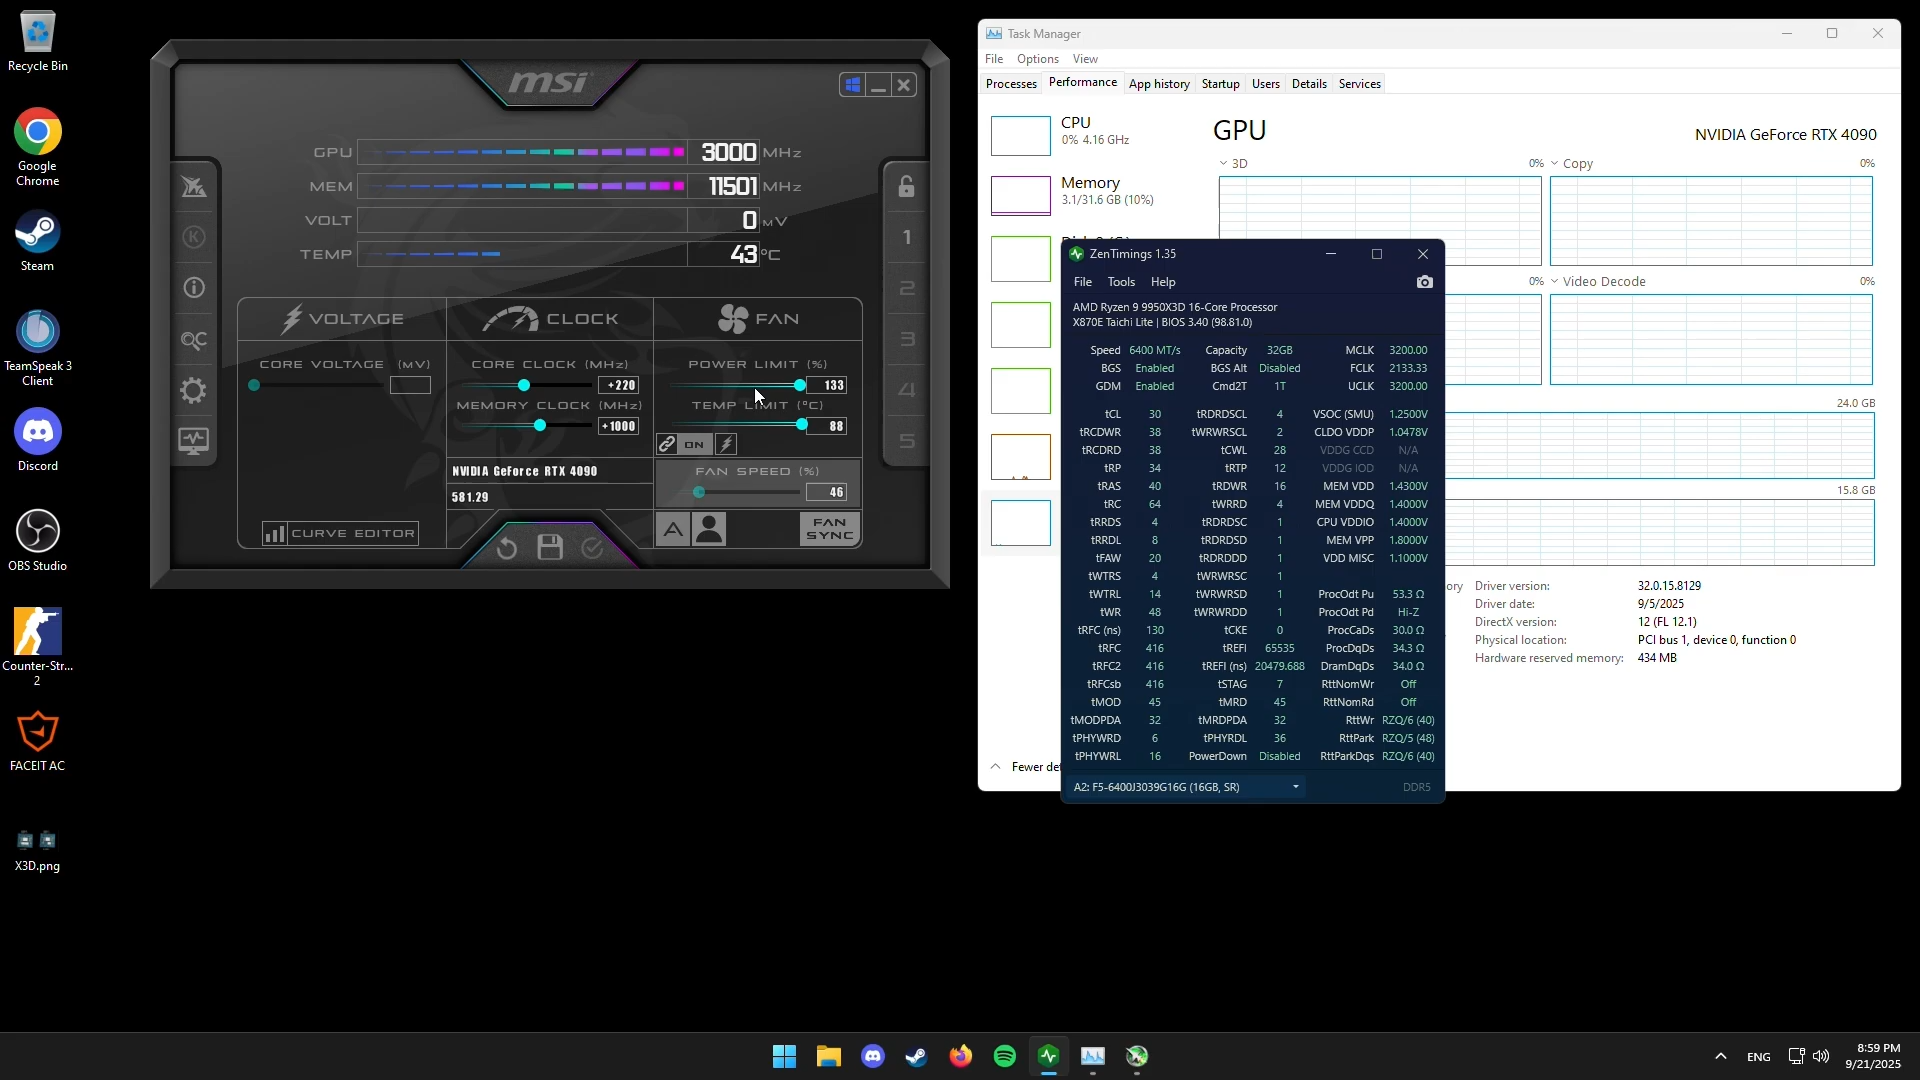 Recycle Bin
Google
Chrome
Steam
TeamSpeak 3
Client
Discord
OBS Studio
Counter-Str...
2
FACEIT AC
X3D.png
msi
GPU 3000 MHz
MEM 11501 MHz
VOLT 0 mV
TEMP 43 °C
K
OC
1
2
3
4
5
VOLTAGE
CLOCK
FAN
CORE VOLTAGE (MV)
CORE CLOCK (MHz)
+220
POWER LIMIT (%)
133
MEMORY CLOCK (MHz)
+1000
TEMP LIMIT (°C)
88
ON
NVIDIA GeForce RTX 4090
581.29
FAN SPEED (%)
46
CURVE EDITOR
A
FAN
SYNC
Task Manager
File Options View
Processes Performance App history Startup Users Details Services
CPU
0% 4.16 GHz
Memory
3.1/31.6 GB (10%)
GPU
NVIDIA GeForce RTX 4090
3D 0%
Copy 0%
0%
Video Decode 0%
24.0 GB
15.8 GB
Driver version: 32.0.15.8129
Driver date: 9/5/2025
DirectX version: 12 (FL 12.1)
Physical location: PCI bus 1, device 0, function 0
Hardware reserved memory: 434 MB
Fewer
ZenTimings 1.35
File Tools Help
AMD Ryzen 9 9950X3D 16-Core Processor
X870E Taichi Lite | BIOS 3.40 (98.81.0)
Speed 6400 MT/s Capacity 32GB MCLK 3200.00
BGS Enabled BGS Alt Disabled FCLK 2133.33
GDM Enabled Cmd2T 1T UCLK 3200.00
tCL 30 tRDRDSCL 4 VSOC (SMU) 1.2500V
tRCDWR 38 tWRWRSCL 2 CLDO VDDP 1.0478V
tRCDRD 38 tCWL 28 VDDG CCD N/A
tRP 34 tRTP 12 VDDG IOD N/A
tRAS 40 tRDWR 16 MEM VDD 1.4300V
tRC 64 tWRRD 4 MEM VDDQ 1.4000V
tRRDS 4 tRDRDSC 1 CPU VDDIO 1.4000V
tRRDL 8 tRDRDSD 1 MEM VPP 1.8000V
tFAW 20 tRDRDDD 1 VDD MISC 1.1000V
tWTRS 4 tWRWRSC 1
tWTRL 14 tWRWRSD 1 ProcOdt Pu 53.3 Ω
tWR 48 tWRWRDD 1 ProcOdt Pd Hi-Z
tRFC (ns) 130 tCKE 0 ProcCaDs 30.0 Ω
tRFC 416 tREFI 65535 ProcDqDs 34.3 Ω
tRFC2 416 tREFI (ns) 20479.688 DramDqDs 34.0 Ω
tRFCsb 416 tSTAG 7 RttNomWr Off
tMOD 45 tMRD 45 RttNomRd Off
tMODPDA 32 tMRDPDA 32 RttWr RZQ/6 (40)
tPHYWRD 6 tPHYRDL 36 RttPark RZQ/5 (48)
tPHYWRL 16 PowerDown Disabled RttParkDqs RZQ/6 (40)
A2: F5-6400J3039G16G (16GB, SR) DDR5
ENG
8:59 PM
9/21/2025